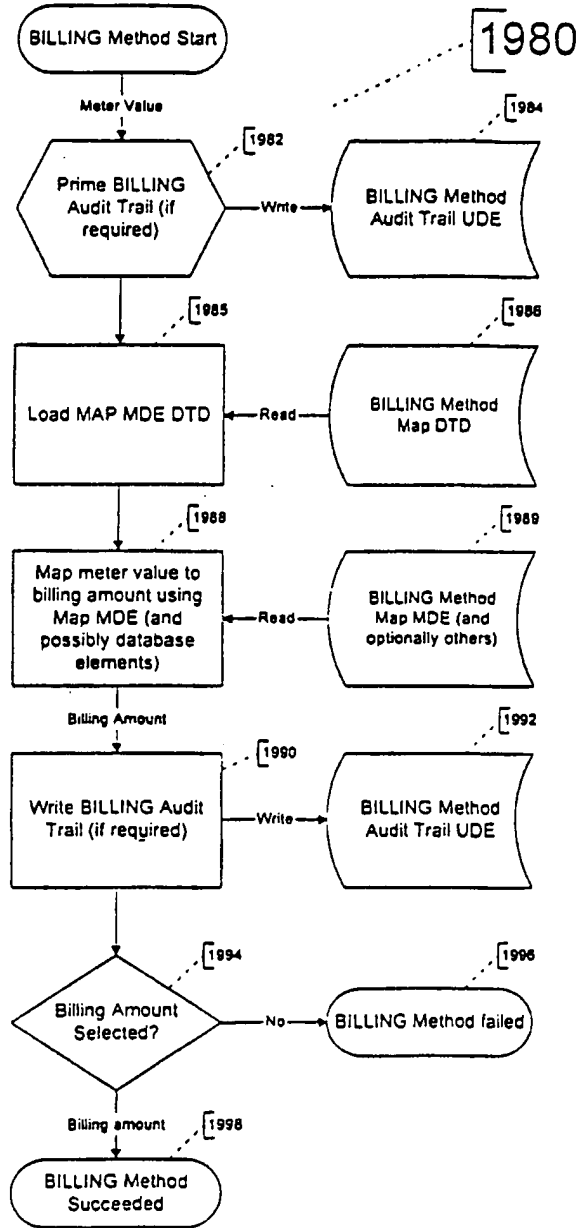 BILLING Method Start
1980
Meter Value
1982
1984
Prime BILLING
Audit Trail (if
required)
Write
BILLING Method
Audit Trail UDE
1985
1986
Load MAP MDE DTD
Read
BILLING Method
Map DTD
1988
1989
Map meter value to
billing amount using
Map MDE (and
possibly database
elements)
Read
BILLING Method
Map MDE (and
optionally others)
Billing Amount
1990
1992
Write BILLING Audit
Trail (if required)
Write
BILLING Method
Audit Trail UDE
1994
1996
Billing Amount
Selected?
No
BILLING Method failed
Billing amount
1998
BILLING Method
Succeeded